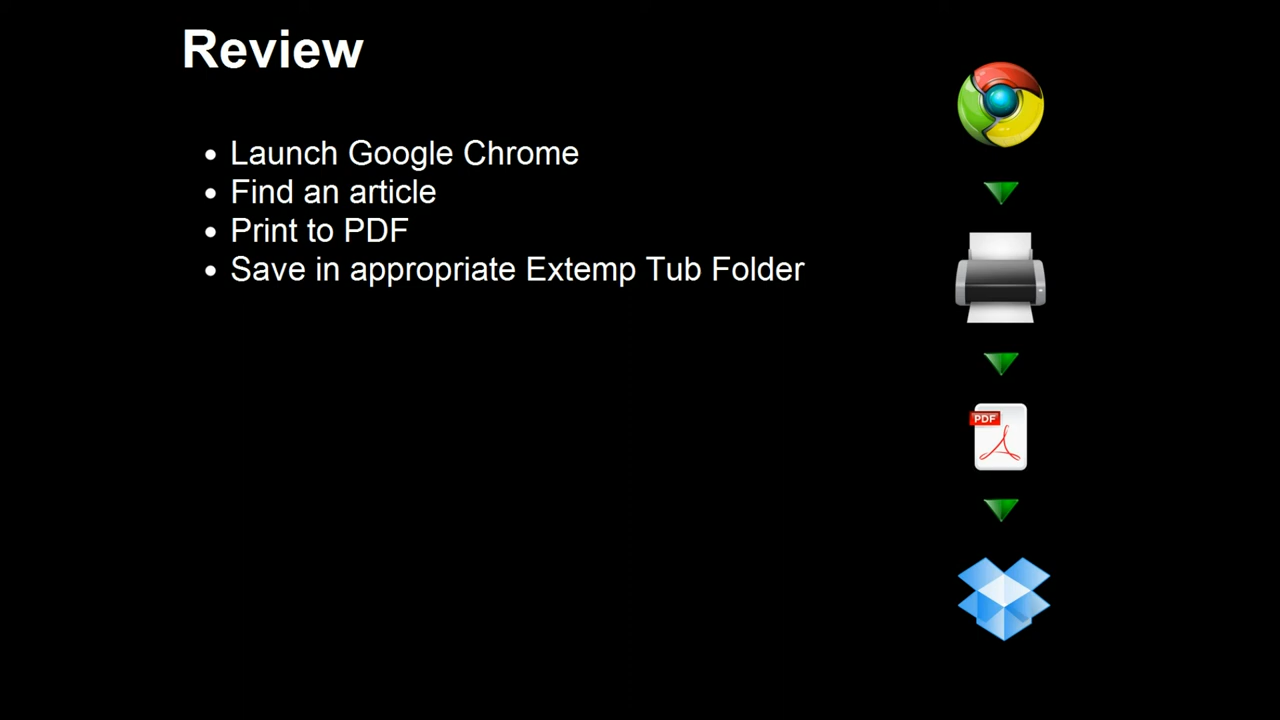 Review
• Launch Google Chrome
• Find an article
• Print to PDF
• Save in appropriate Extemp Tub Folder
PDF